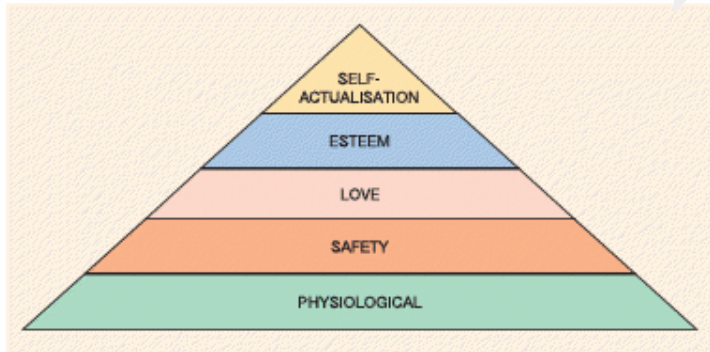 SELF-
ACTUALISATION
ESTEEM
LOVE
SAFETY
PHYSIOLOGICAL